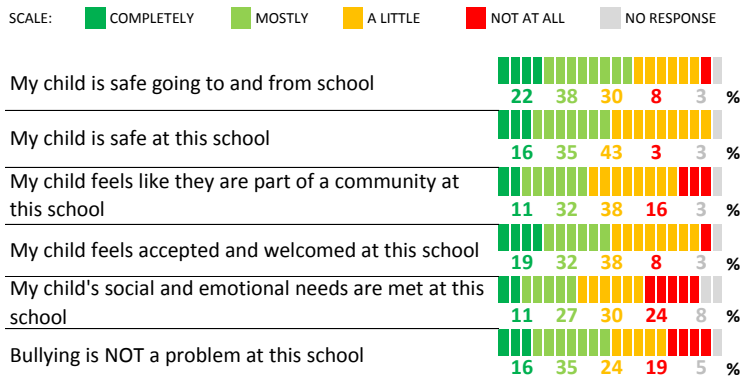 SCALE: COMPLETELY MOSTLY A LITTLE NOT AT ALL NO RESPONSE
My child is safe going to and from school
22 38 30 8 3 %
My child is safe at this school
16 35 43 3 3 %
My child feels like they are part of a community at
this school
11 32 38 16 3 %
My child feels accepted and welcomed at this school
19 32 38 8 3 %
My child's social and emotional needs are met at this
school
11 27 30 24 8 %
Bullying is NOT a problem at this school
16 35 24 19 5 %